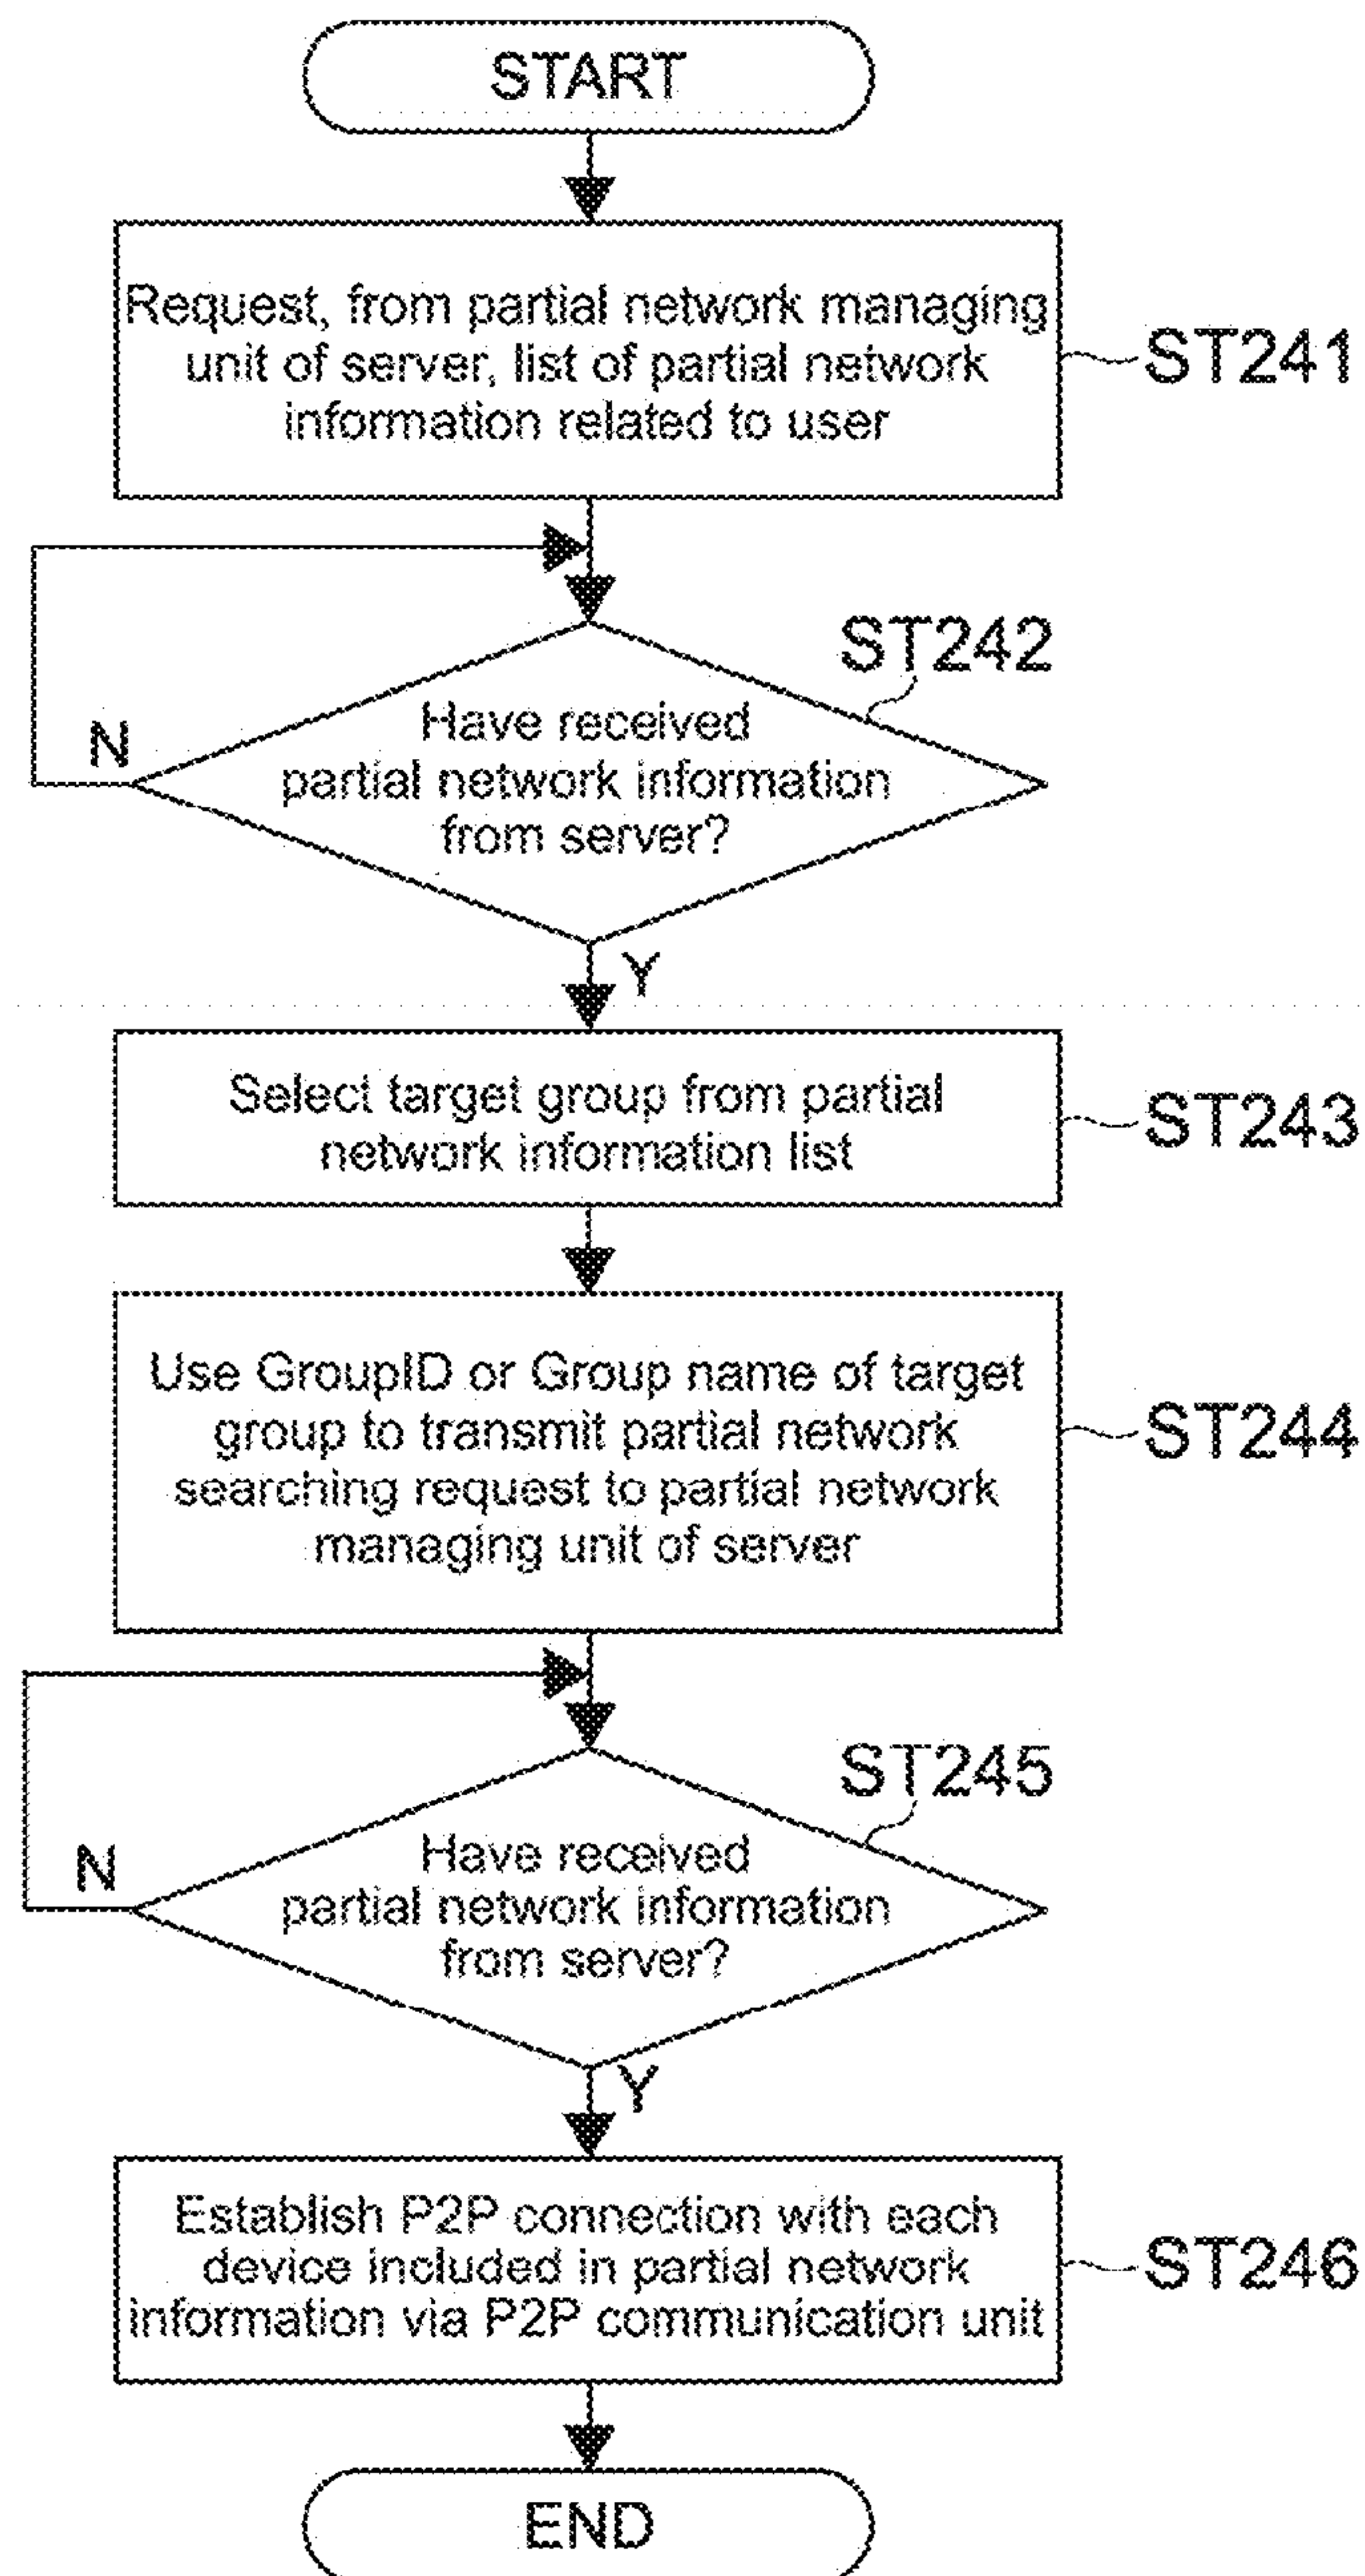 START
Request, from partial network managing
unit of server, list of partial network
information related to user
ST241
ST242
Have received
partial network information
from server?
N
Y
Select target group from partial
network information list
ST243
Use GroupID or Group name of target
group to transmit partial network
searching request to partial network
managing unit of server
ST244
ST245
Have received
partial network information
from server?
N
Y
Establish P2P connection with each
device included in partial network
information via P2P communication unit
ST246
END